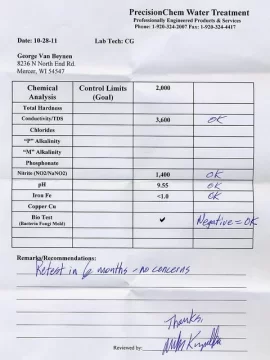 PrecisionChem Water Treatment
Professionally Engineered Products & Services
Phone: 1-920-324-2007 Fax: 1-920-324-4417
Date: 10-28-11 Lab Tech: CG
George Van Beynen
8236 N North End Rd.
Mercer, WI 54547
Chemical Analysis Control Limits (Goal) 2,000
Total Hardness
Conductivity/TDS 3,600 OK
Chlorides
"P" Alkalinity
"M" Alkalinity
Phosphonate
Nitrite (NO2/NaNO2) 1,400 OK
pH 9.55 OK
Iron Fe <1.0 OK
Copper Cu
Bio Test (Bacteria Fungi Mold) ✓ Negative = OK
Remarks/Recommendations:
Retest in 6 months - no concerns
Thanks,
Reviewed by: